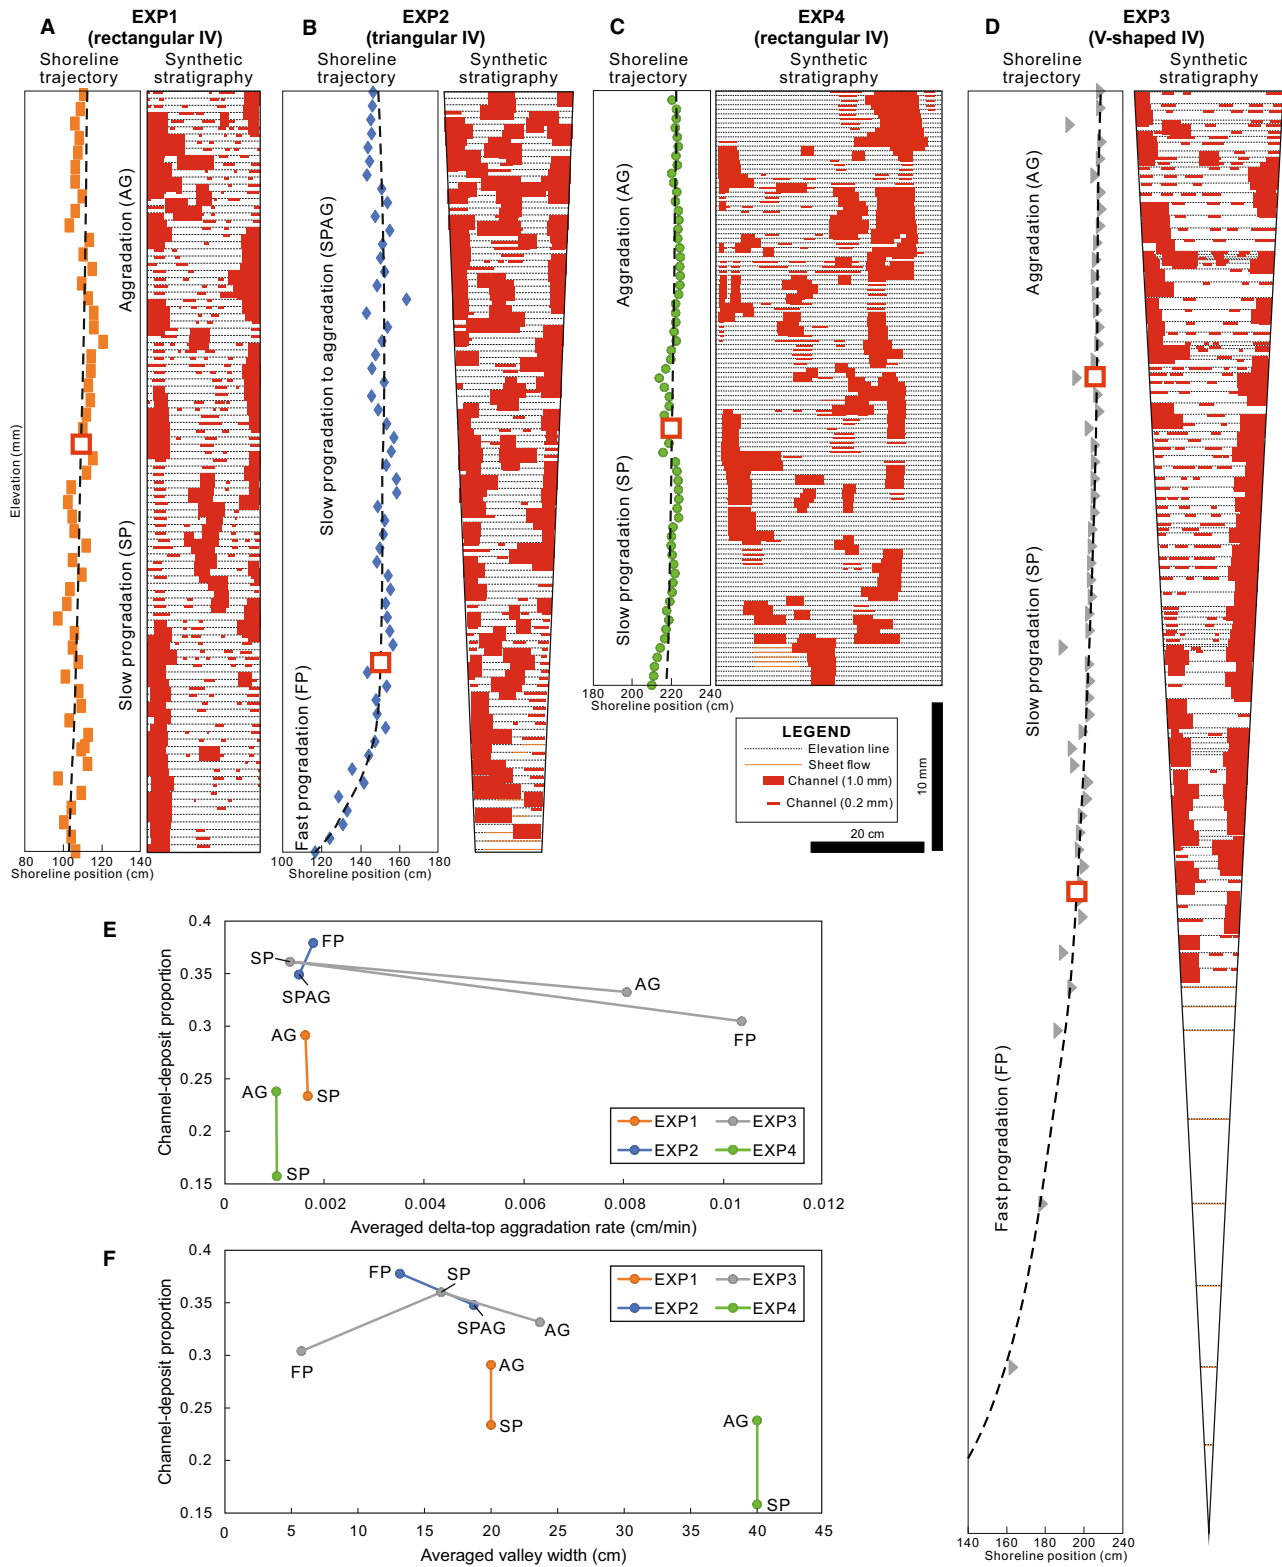 A
EXP1
(rectangular IV)
Shoreline
trajectory
Synthetic
stratigraphy
Elevation (mm)
Aggradation (AG)
Slow progradation (SP)
80
100
120
140
Shoreline position (cm)
B
EXP2
(triangular IV)
Shoreline
trajectory
Synthetic
stratigraphy
Slow progradation to aggradation (SPAG)
Fast progradation (FP)
100
120
140
160
180
Shoreline position (cm)
C
EXP4
(rectangular IV)
Shoreline
trajectory
Synthetic
stratigraphy
Aggradation (AG)
Slow progradation (SP)
180
200
220
240
Shoreline position (cm)
LEGEND
Elevation line
Sheet flow
Channel (1.0 mm)
Channel (0.2 mm)
20 cm
10 mm
D
EXP3
(V-shaped IV)
Shoreline
trajectory
Synthetic
stratigraphy
Aggradation (AG)
Slow progradation (SP)
Fast progradation (FP)
140
160
180
200
220
Shoreline position (cm)
E
Channel-deposit proportion
0.4
0.35
0.3
0.25
0.2
0.15
SP
FP
SPAG
AG
FP
AG
SP
AG
SP
EXP1
EXP3
EXP2
EXP4
0
0.002
0.004
0.006
0.008
0.01
0.012
Averaged delta-top aggradation rate (cm/min)
F
Channel-deposit proportion
0.4
0.35
0.3
0.25
0.2
0.15
FP
SP
SPAG
AG
FP
AG
SP
AG
SP
EXP1
EXP3
EXP2
EXP4
0
5
10
15
20
25
30
35
40
45
Averaged valley width (cm)
240